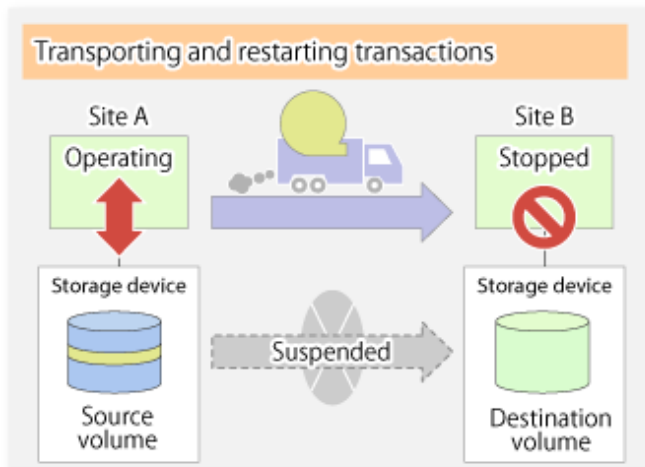 Transporting and restarting transactions
Site A
Site B
Operating
Stopped
Storage device
Storage device
Suspended
Source
volume
Destination
volume